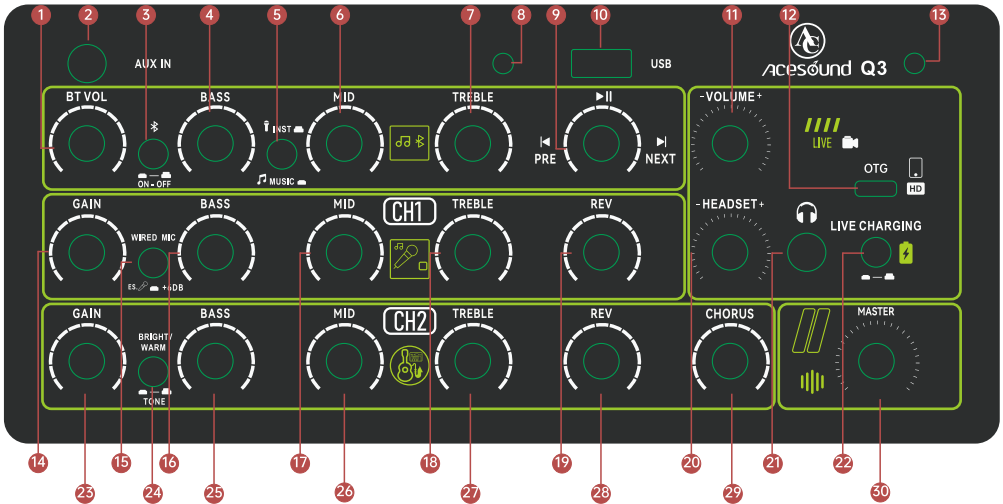 1 2 3 4 5 6 7 8 9 10 11 12 13
AUX IN
USB
Acesound Q3
BT VOL
BASS
MID
TREBLE
-VOLUME+
INST
ON - OFF
MUSIC
PRE
NEXT
LIVE
OTG
HD
GAIN
WIRED MIC
ES.
+6DB
BASS
MID
CH1
TREBLE
REV
-HEADSET+
LIVE CHARGING
GAIN
BRIGHT/
WARM
TONE
BASS
MID
CH2
TREBLE
REV
CHORUS
MASTER
14 15 16 17 18 19 20 21 22
23 24 25 26 27 28 29 30